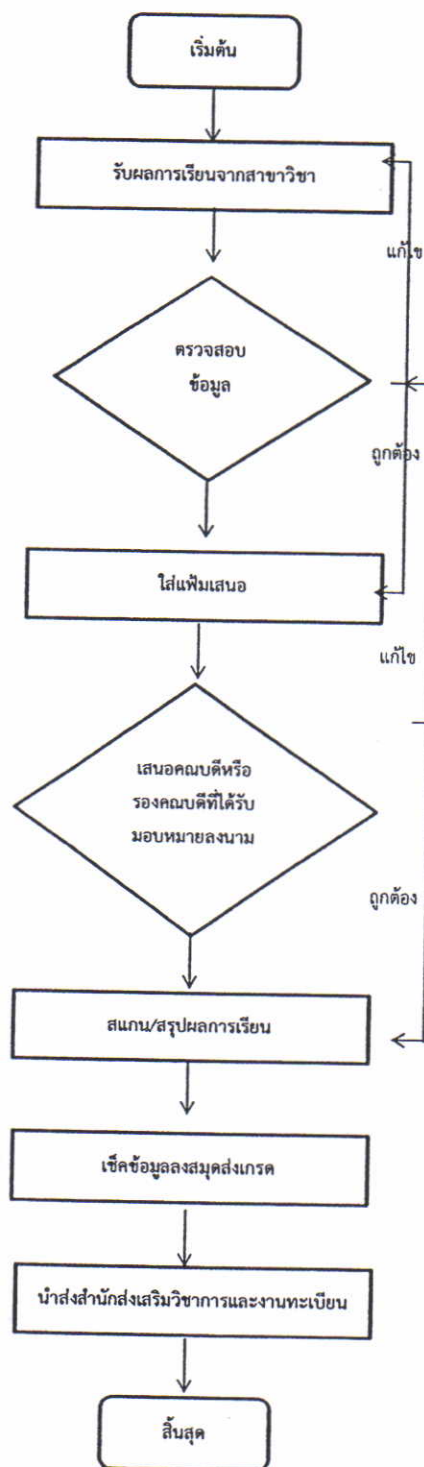 เริ่มต้น
รับผลการเรียนจากสาขาวิชา
แก้ไข
ตรวจสอบ
ข้อมูล
ถูกต้อง
ใส่แฟ้มเสนอ
แก้ไข
เสนอคณบดีหรือ
รองคณบดีที่ได้รับ
มอบหมายลงนาม
ถูกต้อง
สแกน/สรุปผลการเรียน
เช็คข้อมูลลงสมุดส่งเกรด
นำส่งสำนักส่งเสริมวิชาการและงานทะเบียน
สิ้นสุด